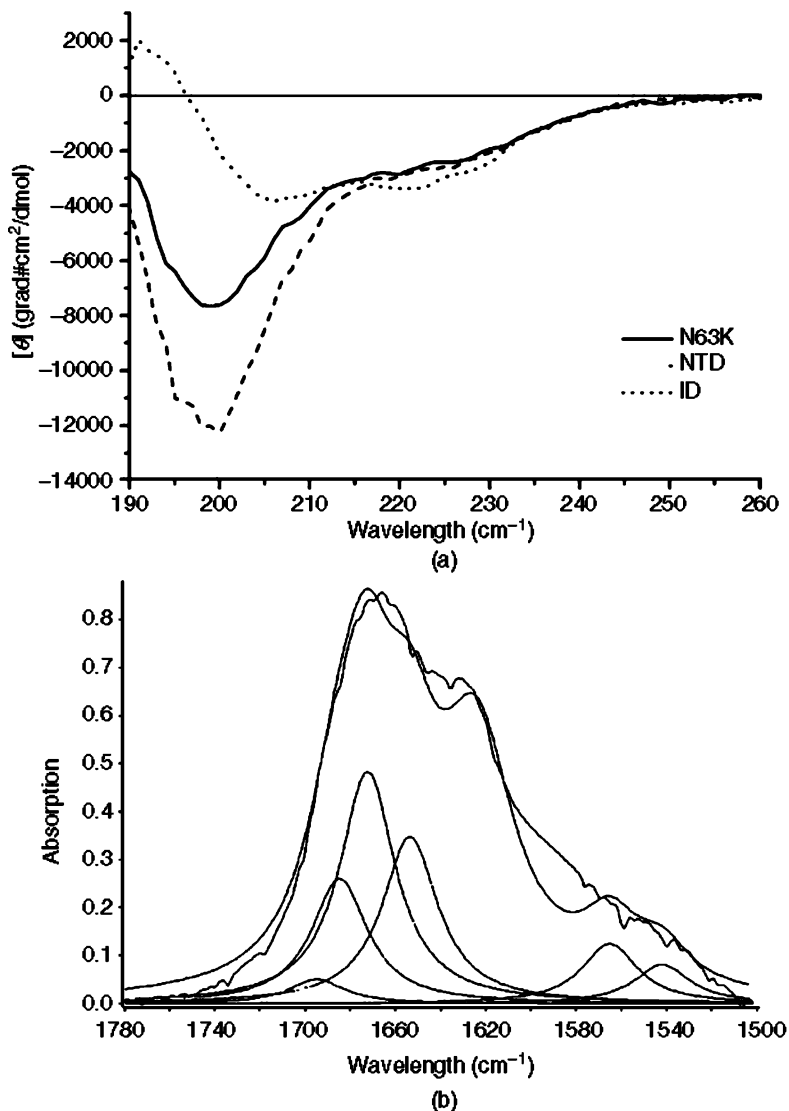 2000
0
−2000
−4000
−6000
−8000
−10000
−12000
−14000
[θ] (grad#cm²/dmol)
N63K
NTD
ID
190 200 210 220 230 240 250 260
Wavelength (cm⁻¹)
(a)
0.8
0.7
0.6
0.5
0.4
0.3
0.2
0.1
0.0
Absorption
1780 1740 1700 1660 1620 1580 1540 1500
Wavelength (cm⁻¹)
(b)